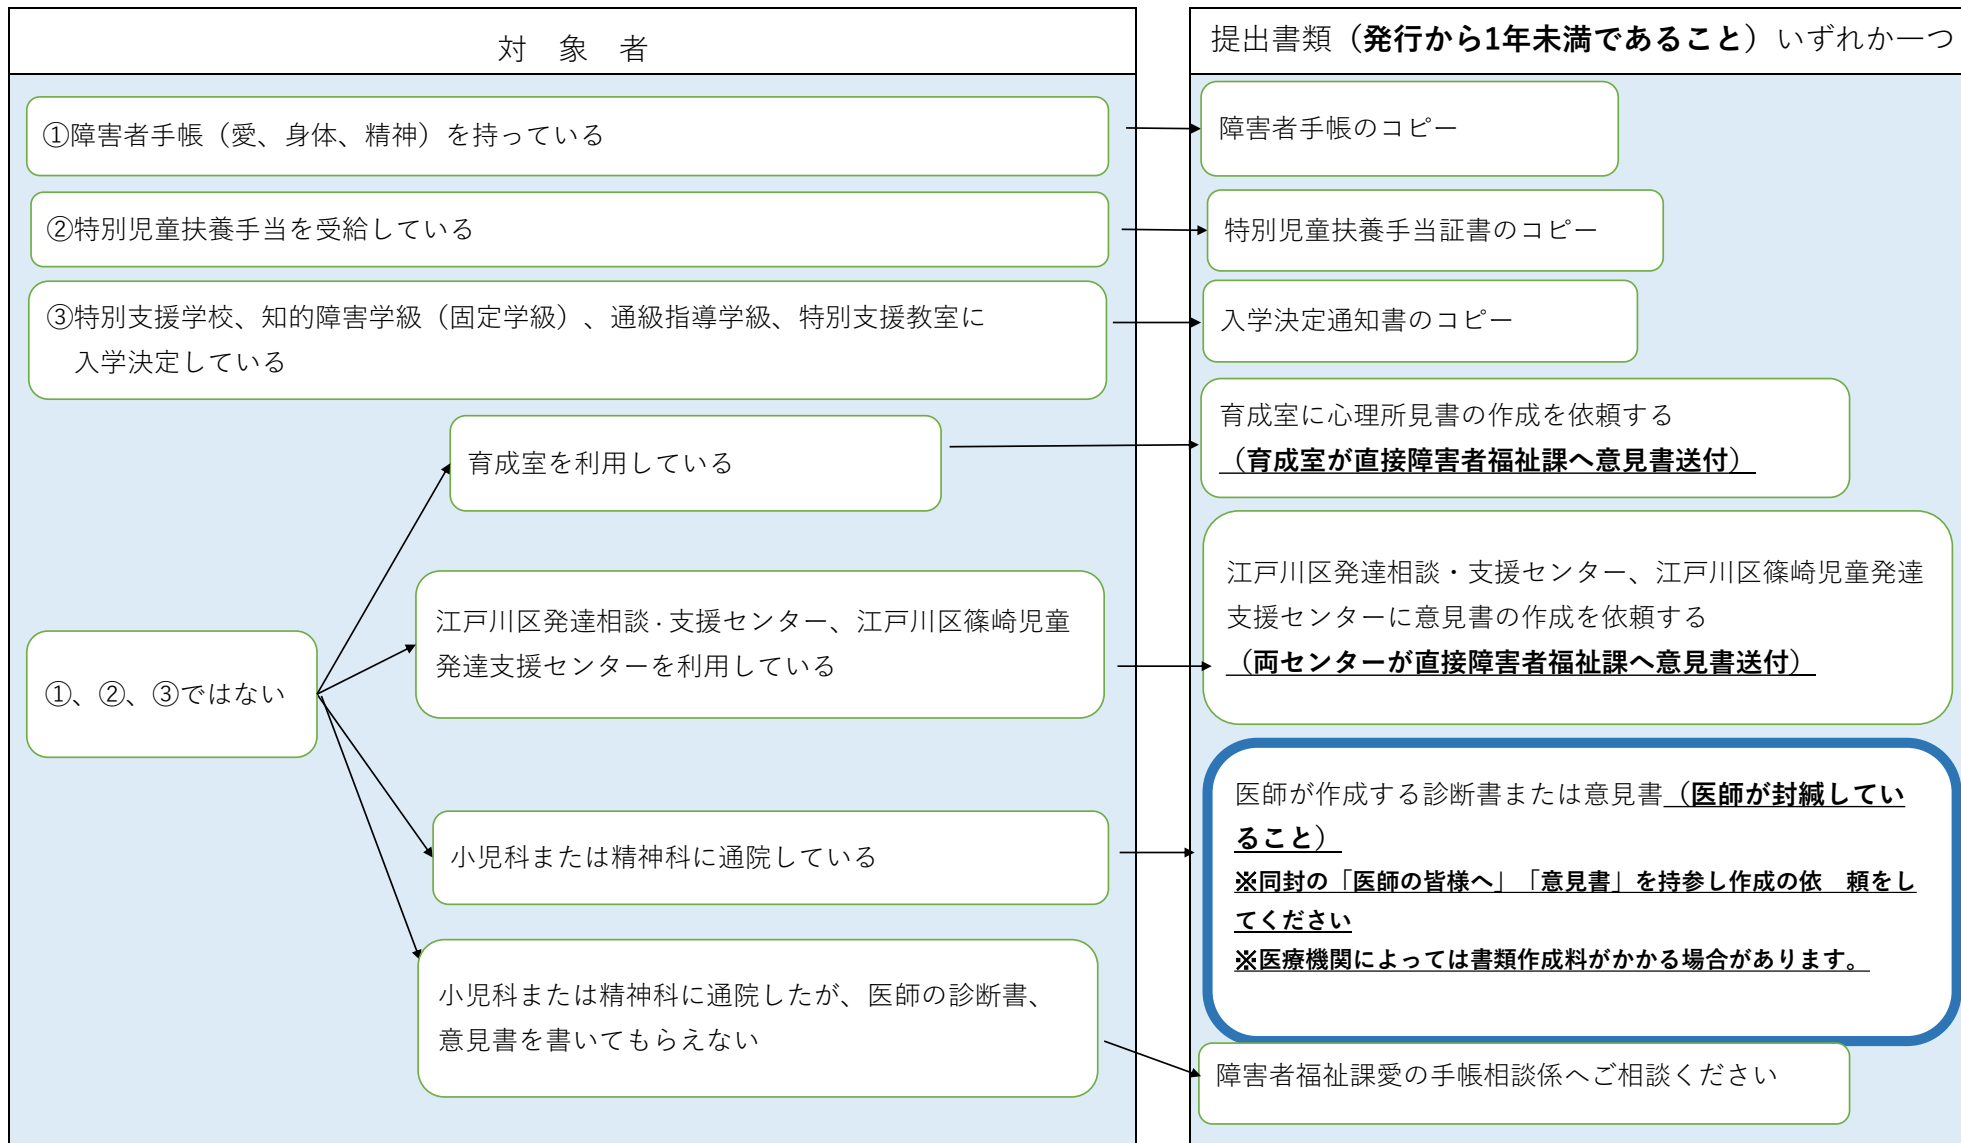 対　象　者
提出書類（発行から1年未満であること）いずれか一つ
①障害者手帳（愛、身体、精神）を持っている
障害者手帳のコピー
②特別児童扶養手当を受給している
特別児童扶養手当証書のコピー
③特別支援学校、知的障害学級（固定学級）、通級指導学級、特別支援教室に
入学決定している
入学決定通知書のコピー
①、②、③ではない
育成室を利用している
育成室に心理所見書の作成を依頼する
（育成室が直接障害者福祉課へ意見書送付）
江戸川区発達相談・支援センター、江戸川区篠崎児童
発達支援センターを利用している
江戸川区発達相談・支援センター、江戸川区篠崎児童発達
支援センターに意見書の作成を依頼する
（両センターが直接障害者福祉課へ意見書送付）
小児科または精神科に通院している
医師が作成する診断書または意見書（医師が封緘してい
ること）
※同封の「医師の皆様へ」「意見書」を持参し作成の依　頼をし
てください
※医療機関によっては書類作成料がかかる場合があります。
小児科または精神科に通院したが、医師の診断書、
意見書を書いてもらえない
障害者福祉課愛の手帳相談係へご相談ください